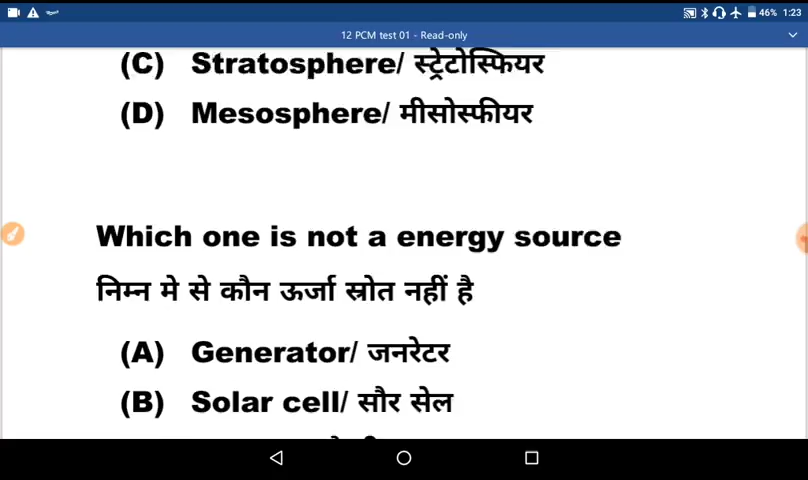 46% 1:23
12 PCM test 01 - Read-only
(C) Stratosphere/ स्ट्रेटोस्फियर
(D) Mesosphere/ मीसोस्फीयर
Which one is not a energy source
निम्न मे से कौन ऊर्जा स्रोत नहीं है
(A) Generator/ जनरेटर
(B) Solar cell/ सौर सेल